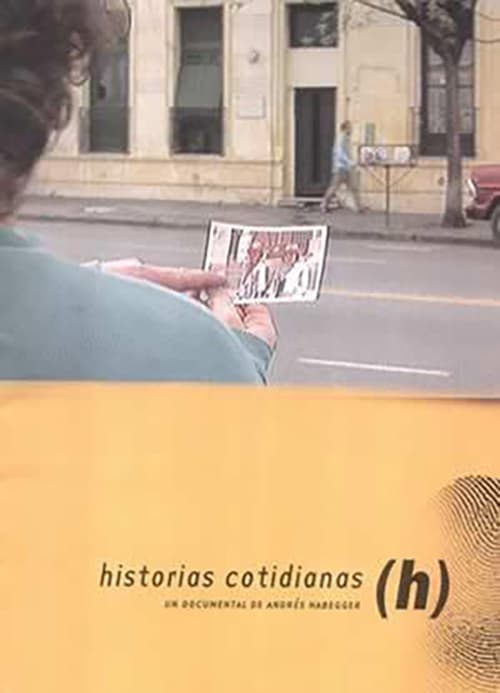 historias cotidianas (h)
UN DOCUMENTAL DE ANDRÉS HABEGGER